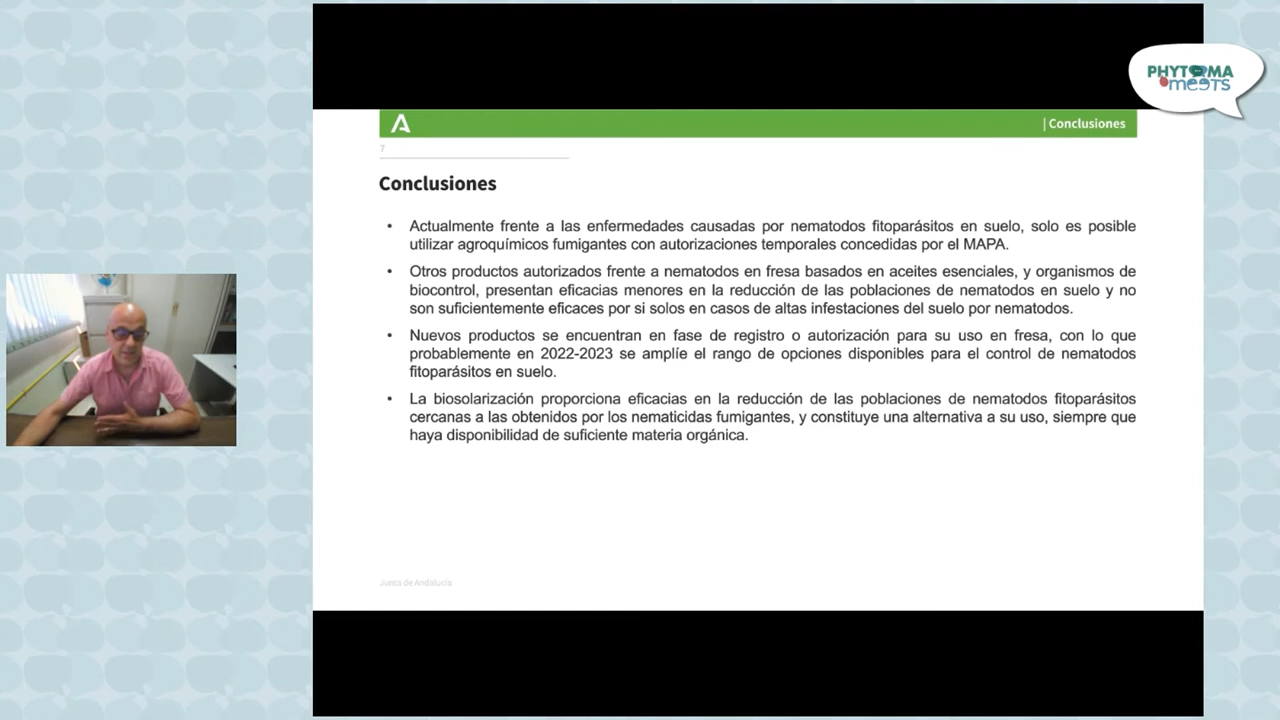 PHYTOMA
meets
| Conclusiones
7
Conclusiones
• Actualmente frente a las enfermedades causadas por nematodos fitoparásitos en suelo, solo es posible
utilizar agroquímicos fumigantes con autorizaciones temporales concedidas por el MAPA.
• Otros productos autorizados frente a nematodos en fresa basados en aceites esenciales, y organismos de
biocontrol, presentan eficacias menores en la reducción de las poblaciones de nematodos en suelo y no
son suficientemente eficaces por si solos en casos de altas infestaciones del suelo por nematodos.
• Nuevos productos se encuentran en fase de registro o autorización para su uso en fresa, con lo que
probablemente en 2022-2023 se amplíe el rango de opciones disponibles para el control de nematodos
fitoparásitos en suelo.
• La biosolarización proporciona eficacias en la reducción de las poblaciones de nematodos fitoparásitos
cercanas a las obtenidos por los nematicidas fumigantes, y constituye una alternativa a su uso, siempre que
haya disponibilidad de suficiente materia orgánica.
Junta de Andalucía